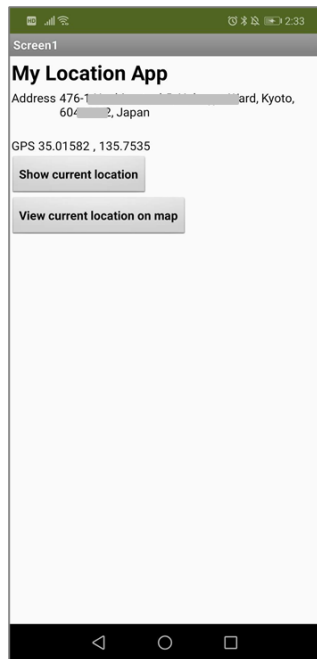 HD 2:33
Screen1
My Location App
Address 476-1 Kyoto,
604 2, Japan
GPS 35.01582 , 135.7535
Show current location
View current location on map